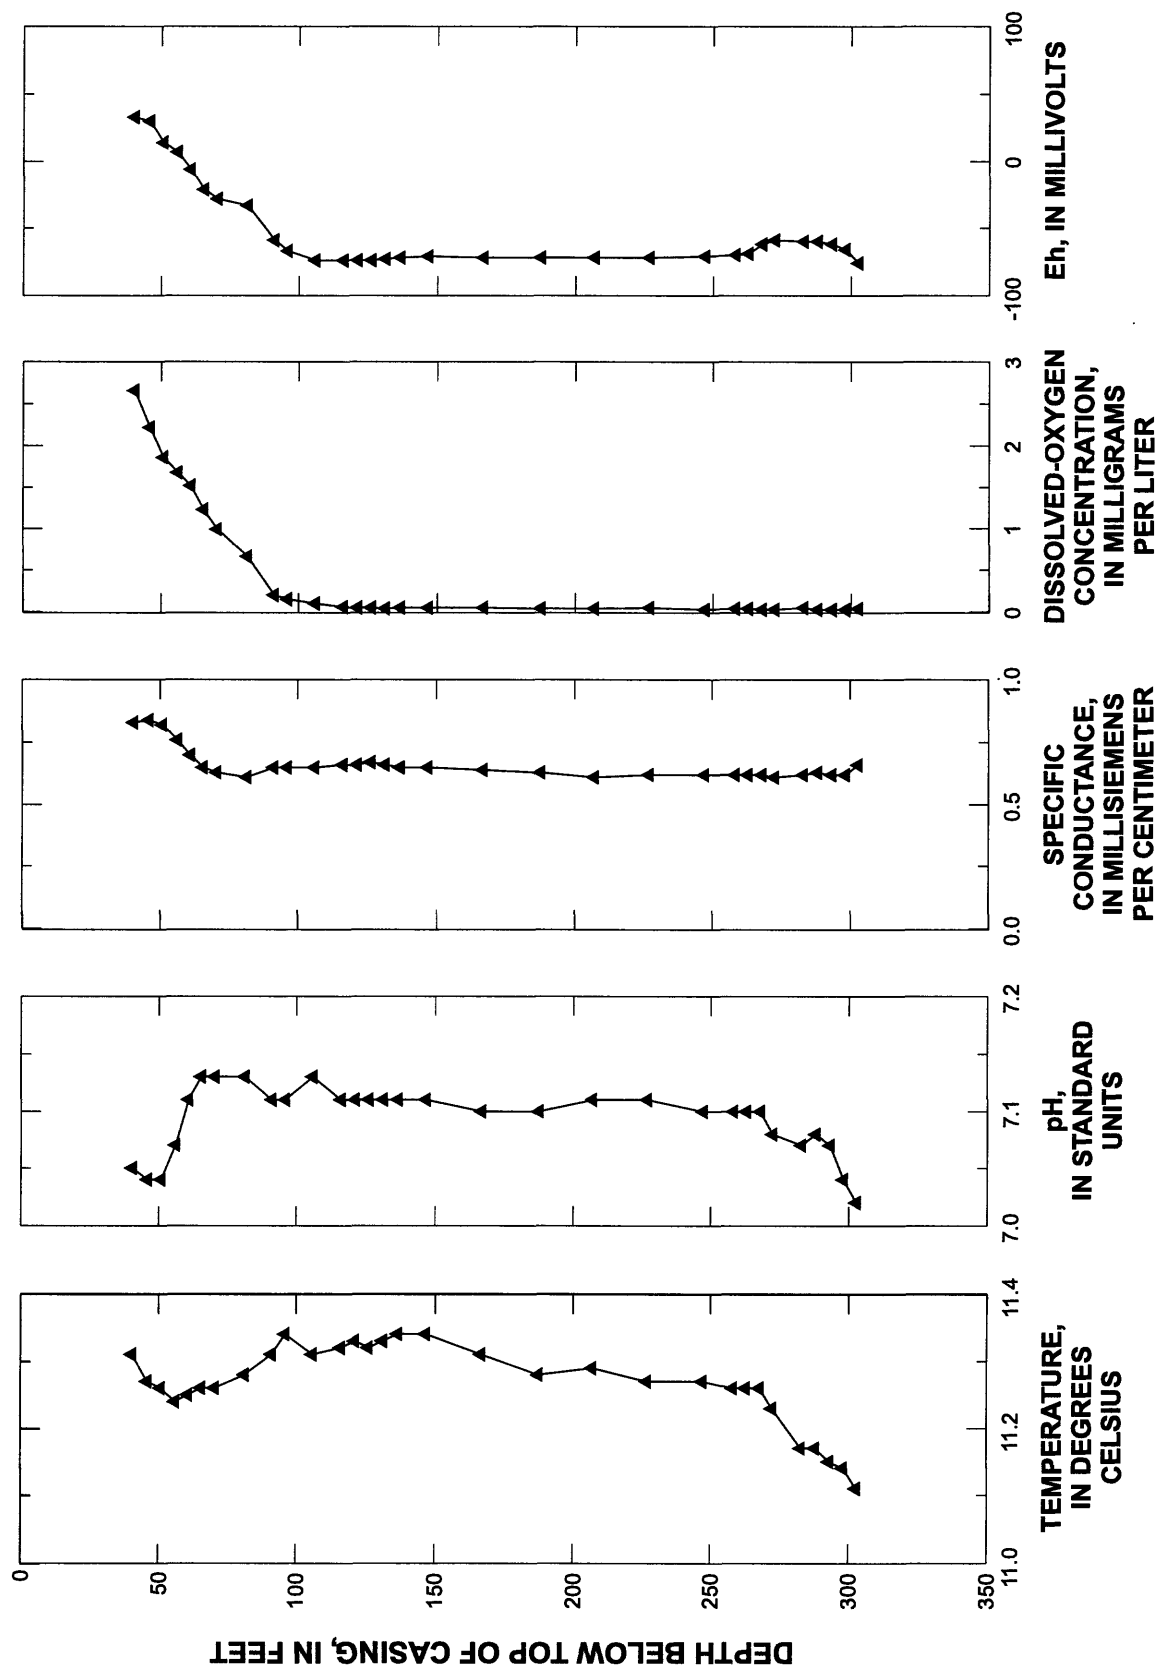 DEPTH BELOW TOP OF CASING, IN FEET
0
50
100
150
200
250
300
350
11.0
11.2
11.4
TEMPERATURE,
IN DEGREES
CELSIUS
7.0
7.1
7.2
pH,
IN STANDARD
UNITS
0.0
0.5
1.0
SPECIFIC
CONDUCTANCE,
IN MILLISIEMENS
PER CENTIMETER
0
1
2
3
DISSOLVED-OXYGEN
CONCENTRATION,
IN MILLIGRAMS
PER LITER
-100
0
100
Eh, IN MILLIVOLTS